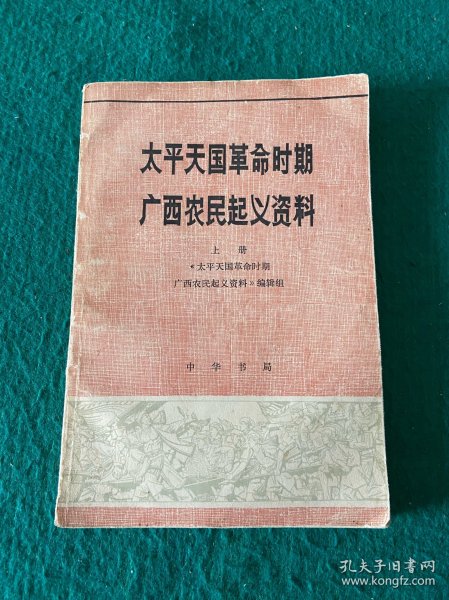 太平天国革命时期
广西农民起义资料
上册
《太平天国革命时期
广西农民起义资料》编辑组
中华书局
孔夫子旧书网
www.kongfz.com